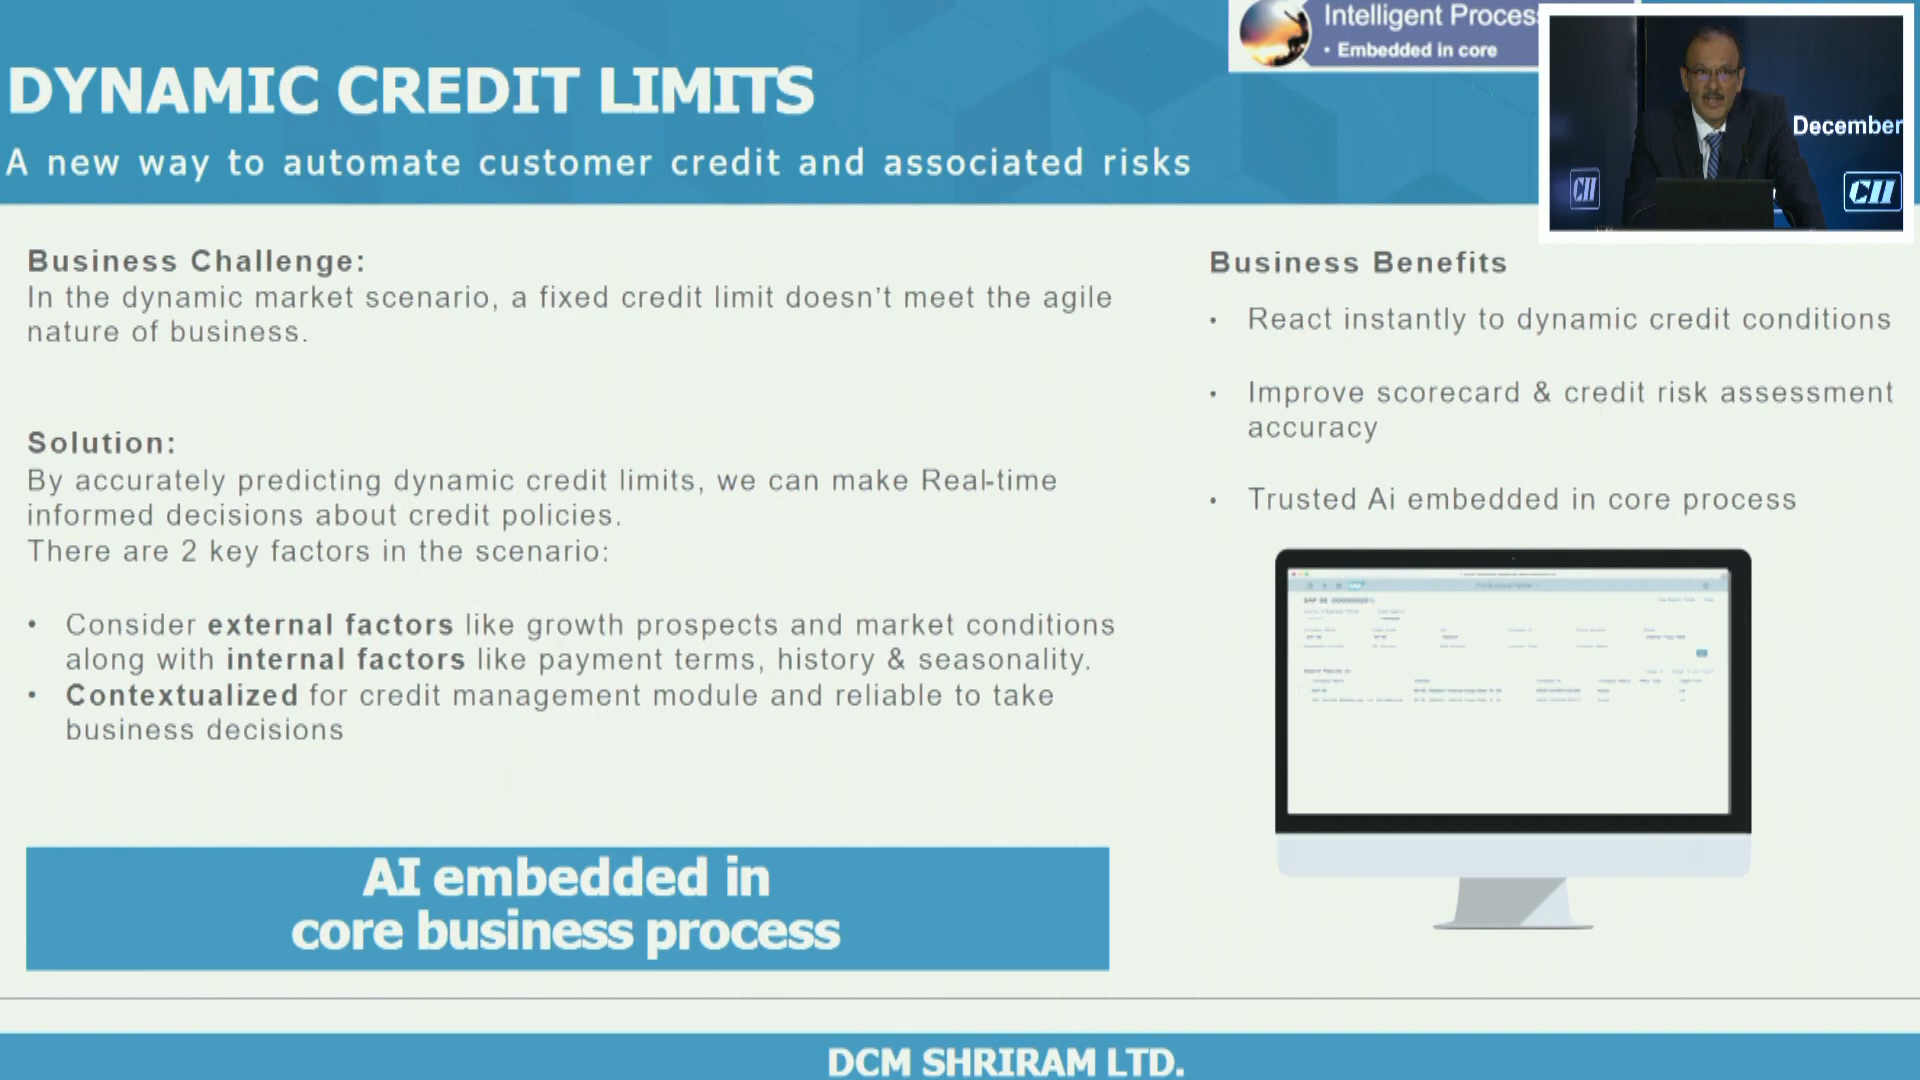 Intelligent Process
• Embedded in core
DYNAMIC CREDIT LIMITS
A new way to automate customer credit and associated risks
December
CII
CII
Business Challenge:
In the dynamic market scenario, a fixed credit limit doesn't meet the agile
nature of business.
Solution:
By accurately predicting dynamic credit limits, we can make Real-time
informed decisions about credit policies.
There are 2 key factors in the scenario:
• Consider external factors like growth prospects and market conditions
along with internal factors like payment terms, history & seasonality.
• Contextualized for credit management module and reliable to take
business decisions
AI embedded in
core business process
Business Benefits
• React instantly to dynamic credit conditions
• Improve scorecard & credit risk assessment
accuracy
• Trusted Ai embedded in core process
SAP
DCM SHRIRAM LTD.